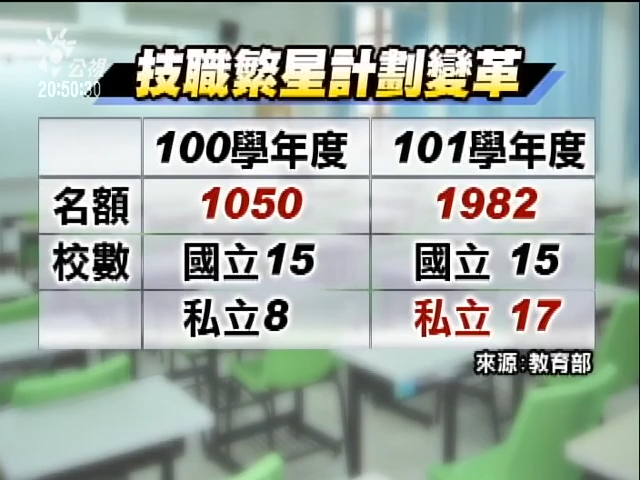 公視
20:50:30
技職繁星計劃變革
100學年度 101學年度
名額 1050 1982
校數 國立15 國立 15
私立8 私立 17
來源:教育部